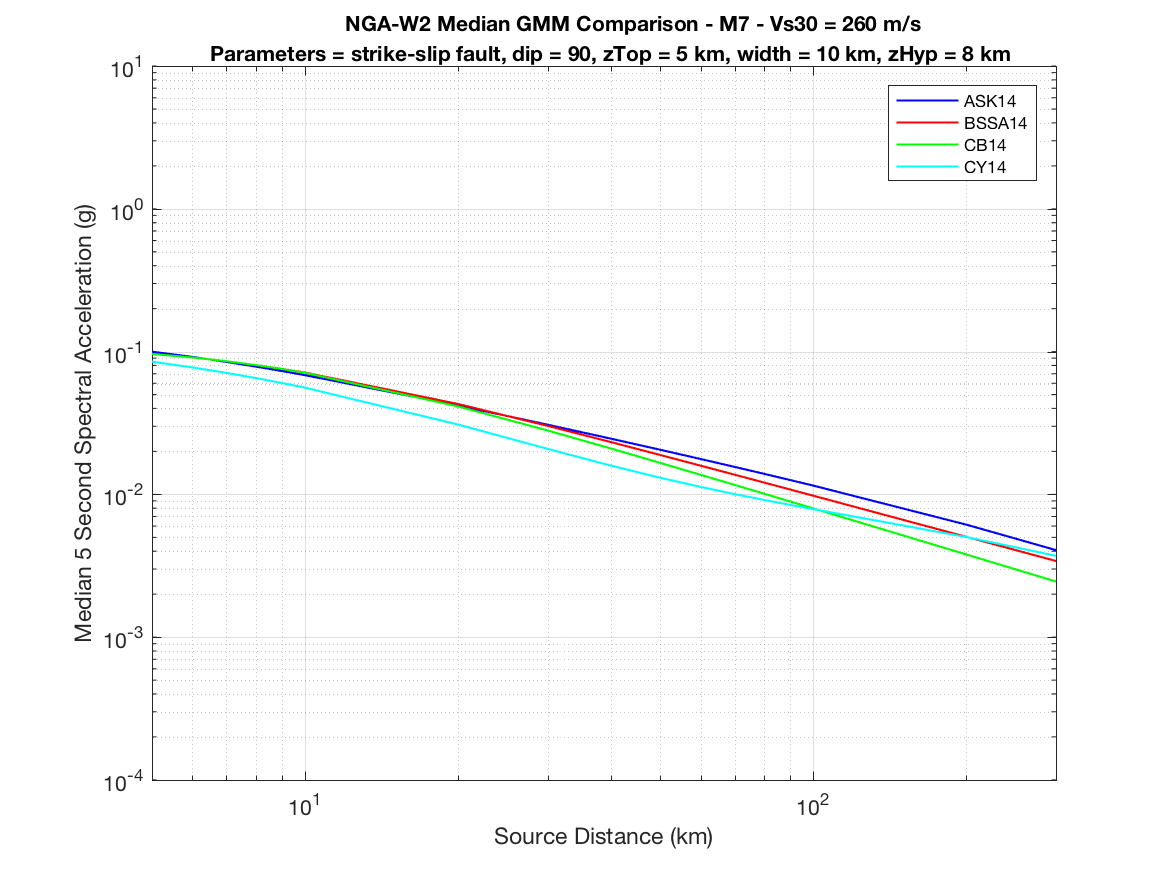 NGA-W2 Median GMM Comparison - M7 - Vs30 = 260 m/s
Parameters = strike-slip fault, dip = 90, zTop = 5 km, width = 10 km, zHyp = 8 km
ASK14
BSSA14
CB14
CY14
Median 5 Second Spectral Acceleration (g)
10^1
10^0
10^-1
10^-2
10^-3
10^-4
10^1
10^2
Source Distance (km)